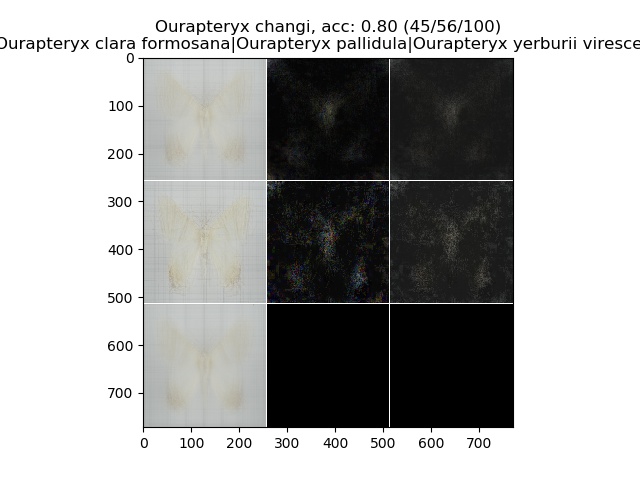 Ourapteryx changi, acc: 0.80 (45/56/100)
Ourapteryx clara formosana|Ourapteryx pallidula|Ourapteryx yerburii viresce
0
100
200
300
400
500
600
700
0 100 200 300 400 500 600 700